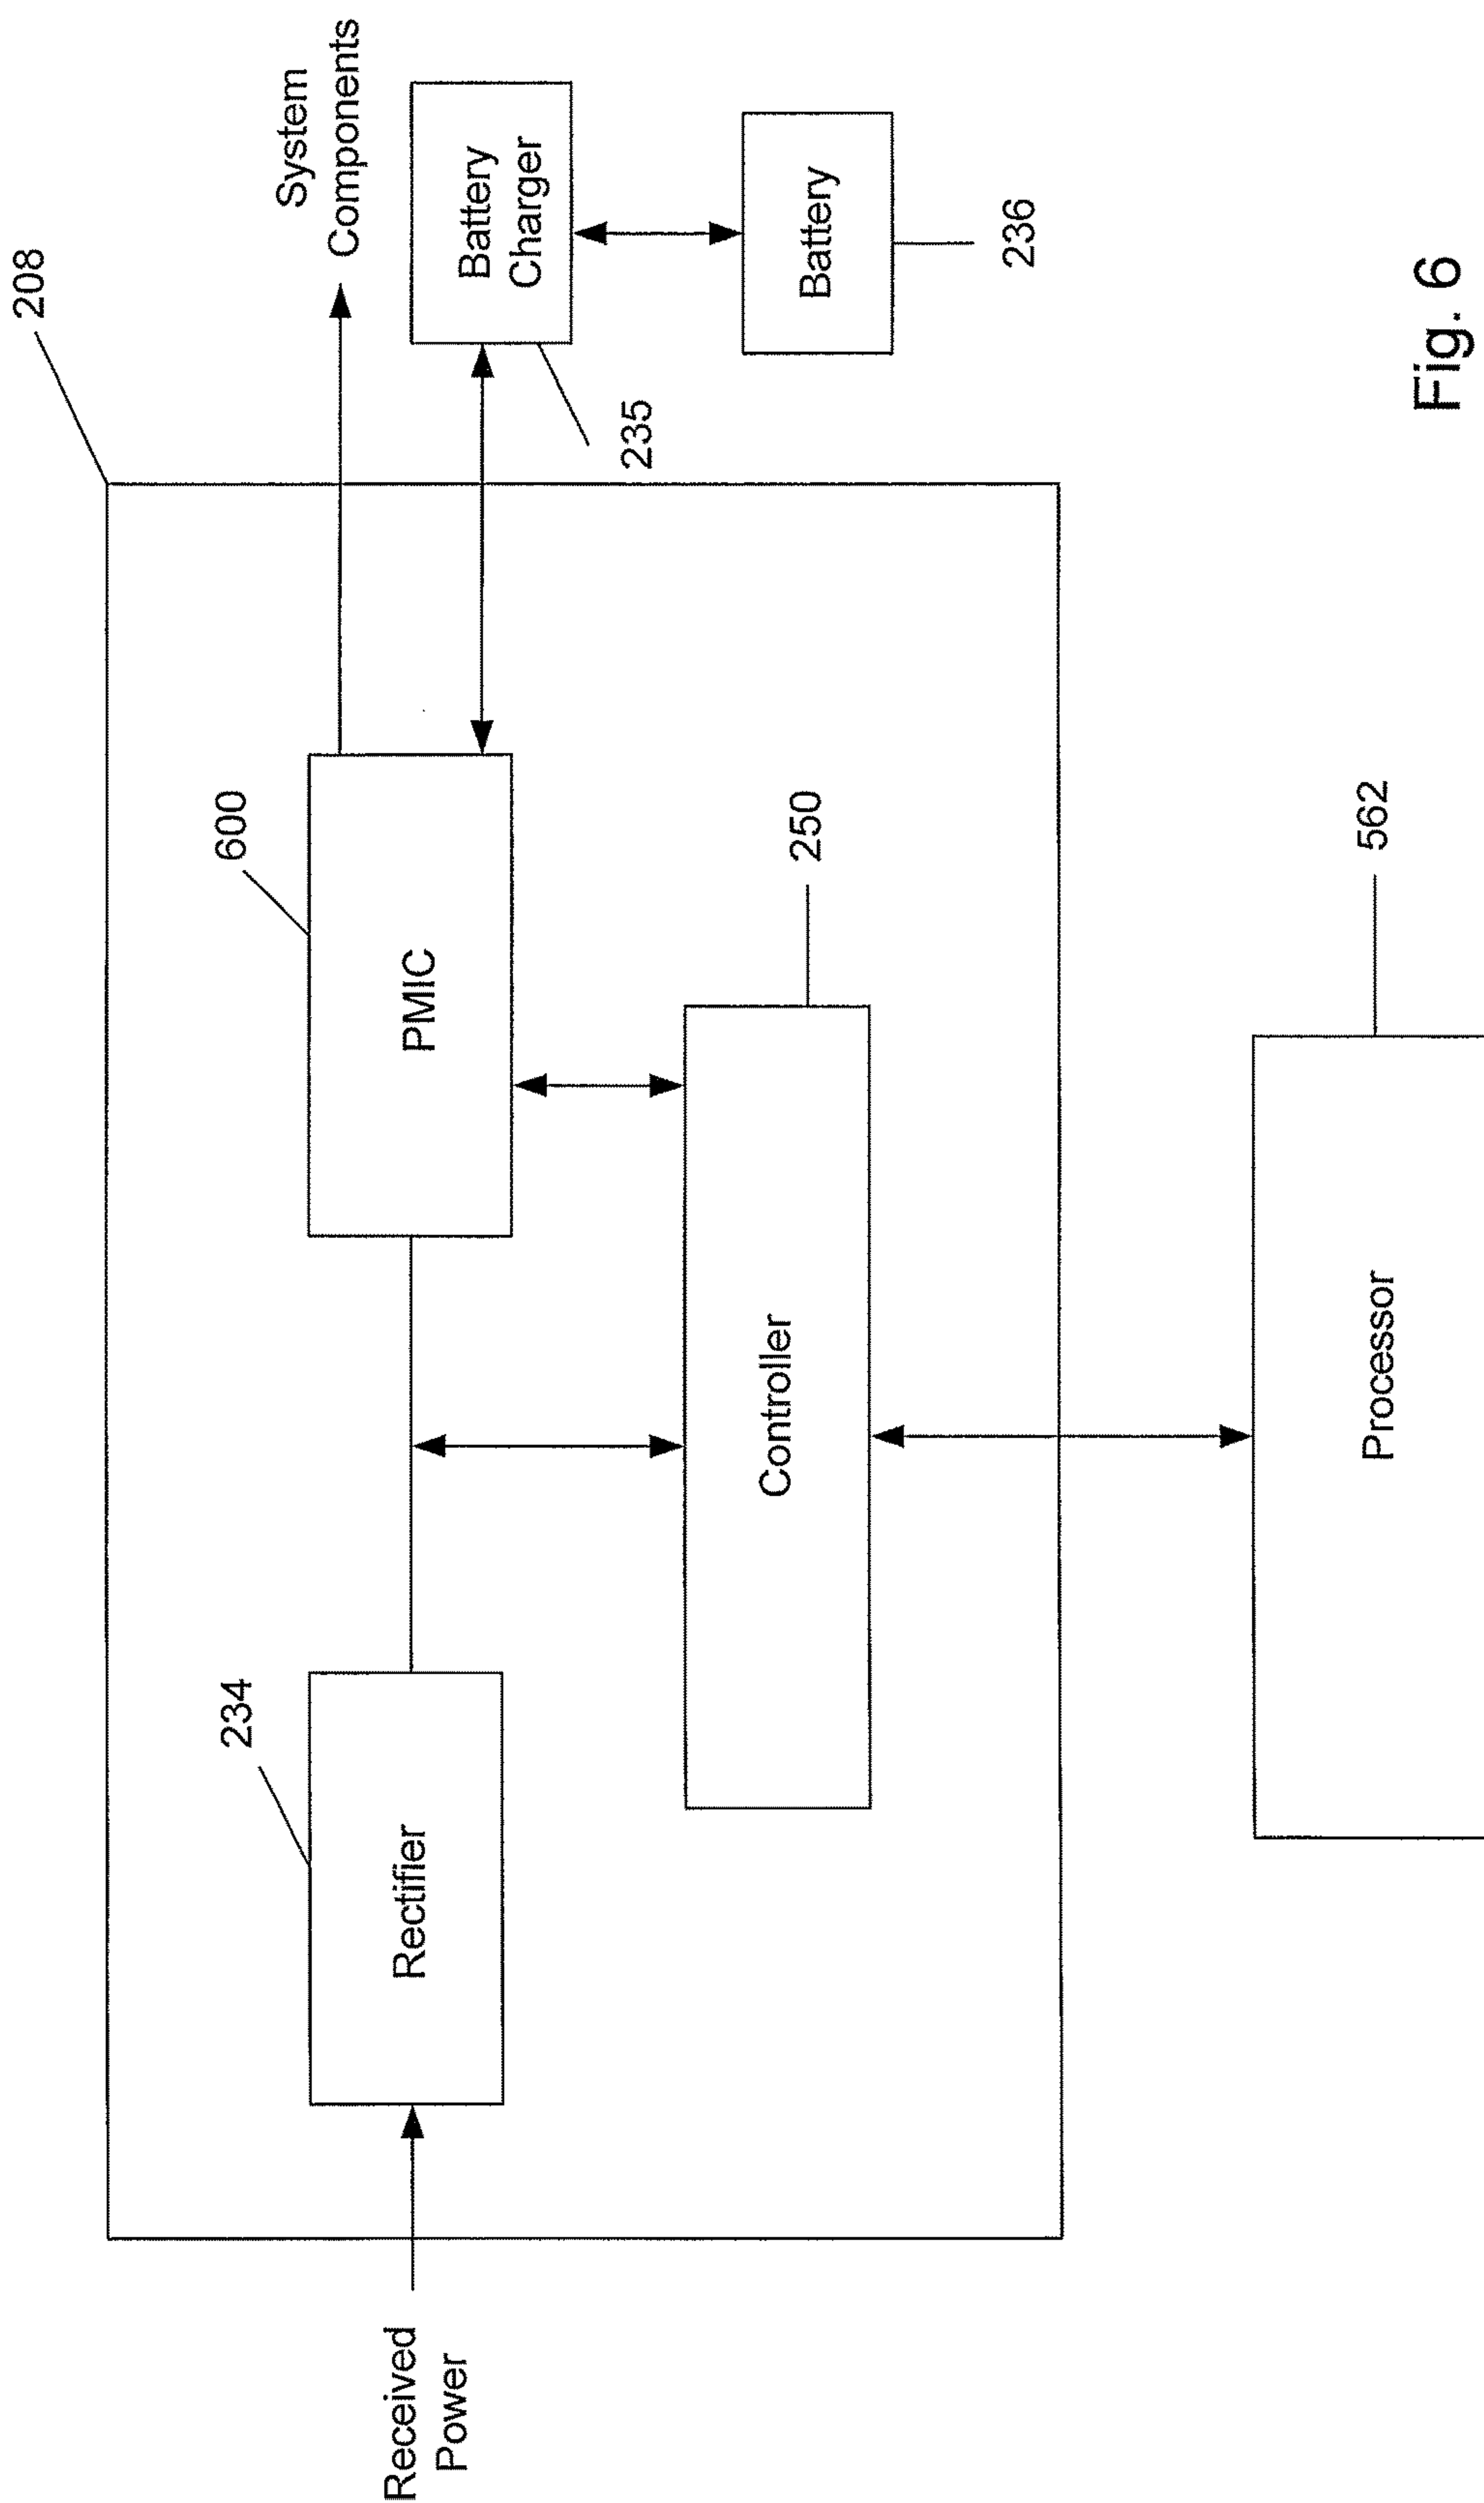 208
System
Components
600
234
Battery
Charger
PMIC
Rectifier
Received
Power
235
Battery
250
Controller
236
562
Processor
Fig. 6